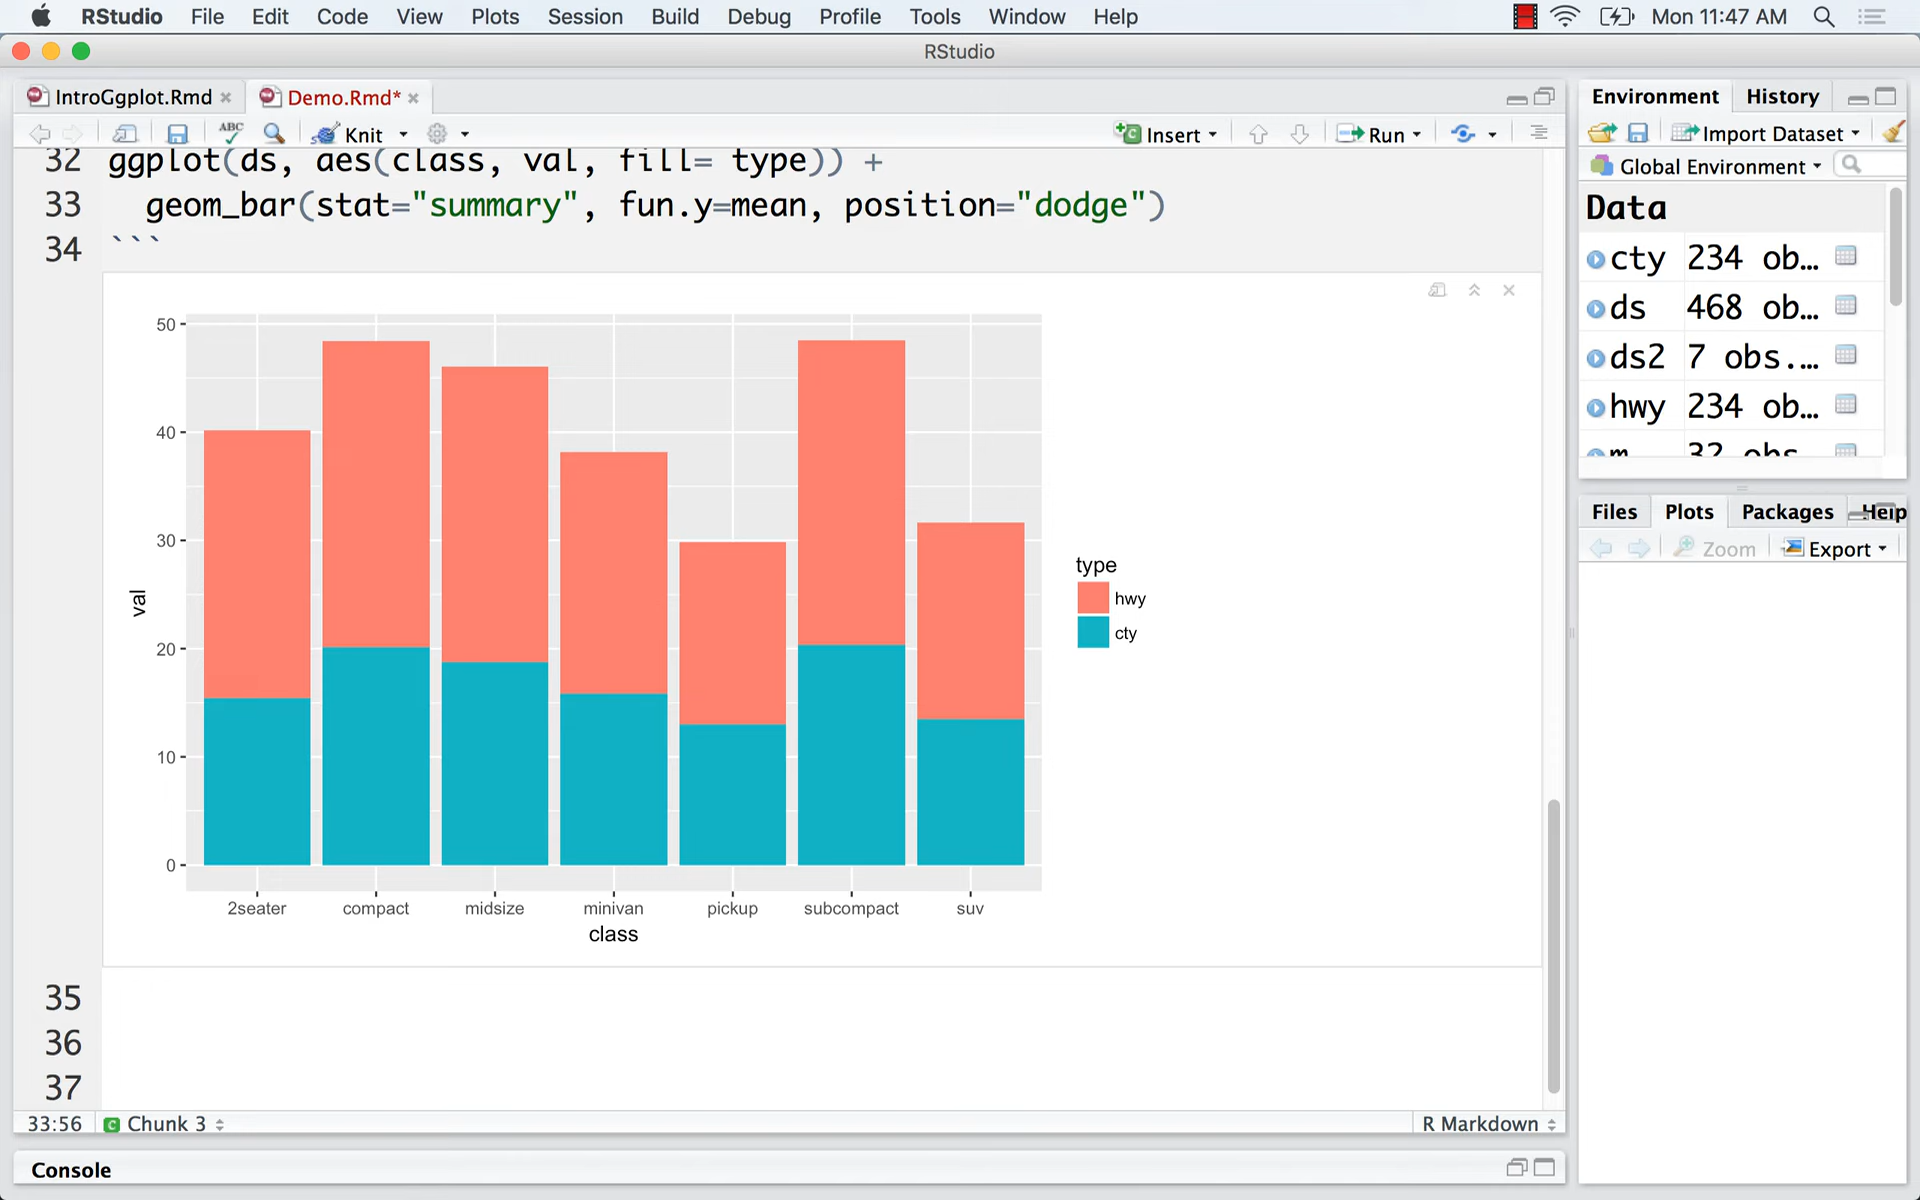 RStudio File Edit Code View Plots Session Build Debug Profile Tools Window Help Mon 11:47 AM
RStudio
IntroGgplot.Rmd Demo.Rmd*
ABC Knit Insert Run
32 ggplot(ds, aes(class, val, fill= type)) +
33 geom_bar(stat="summary", fun.y=mean, position="dodge")
34 ```
50
40
30
20
10
0
val
2seater compact midsize minivan pickup subcompact suv
class
type
hwy
cty
35
36
37
33:56 C Chunk 3 R Markdown
Console
Environment History
Import Dataset
Global Environment
Data
cty 234 ob…
ds 468 ob…
ds2 7 obs.…
hwy 234 ob…
m 32 obs
Files Plots Packages Help
Zoom Export